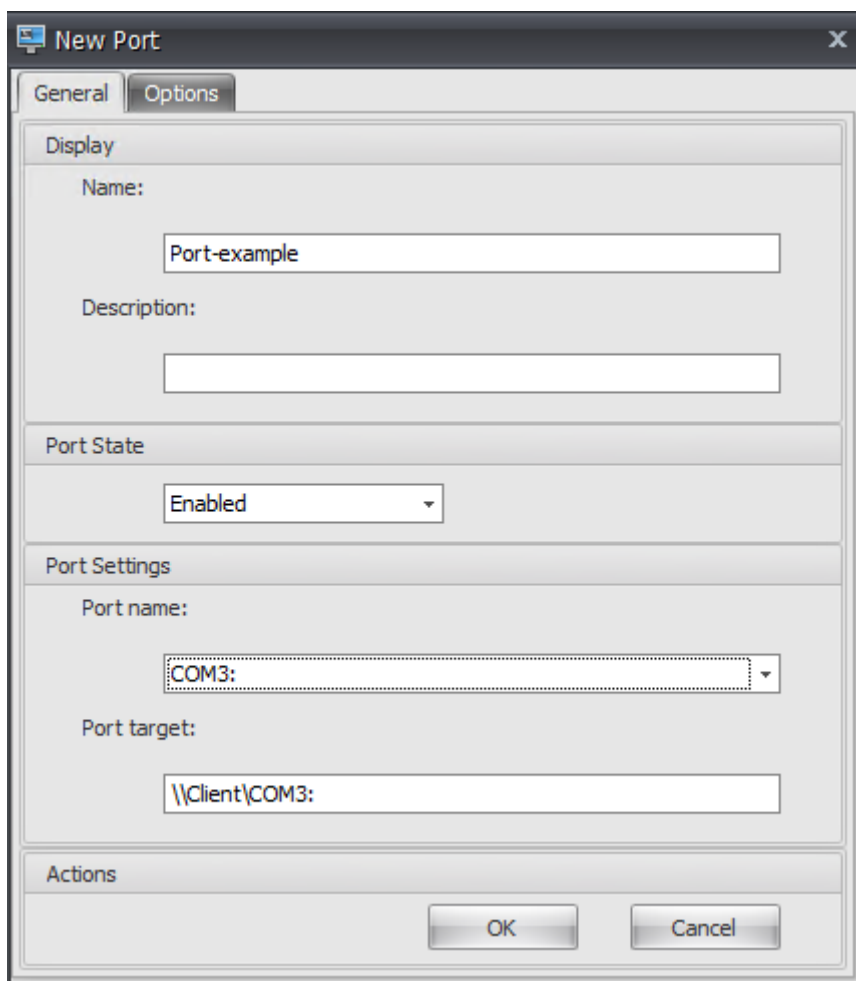 New Port
General Options
Display
Name:
Port-example
Description:
Port State
Enabled
Port Settings
Port name:
COM3:
Port target:
\\Client\COM3:
Actions
OK Cancel